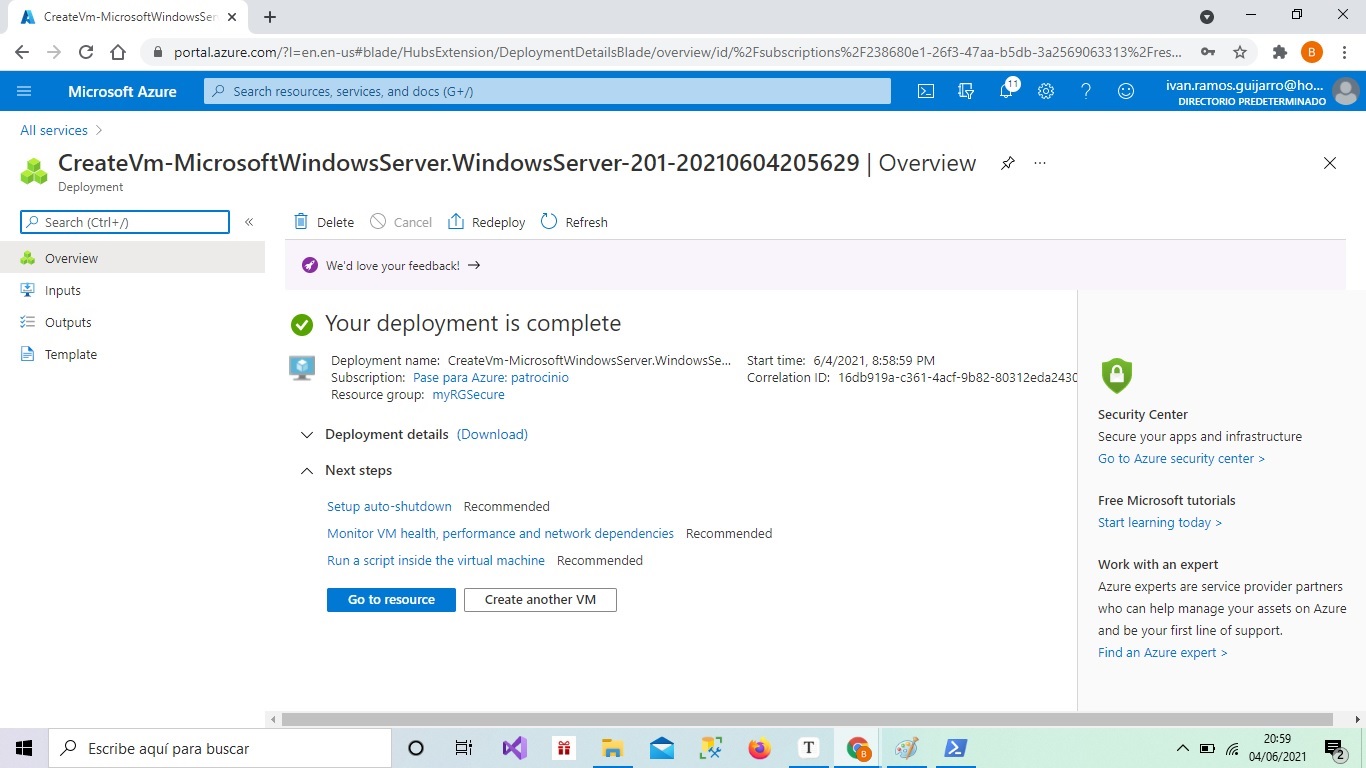 CreateVm-MicrosoftWindowsSer
portal.azure.com/?l=en.en-us#blade/HubsExtension/DeploymentDetailsBlade/overview/id/%2Fsubscriptions%2F238680e1-26f3-47aa-b5db-3a2569063313%2Fres...
B
Microsoft Azure
Search resources, services, and docs (G+/)
11
ivan.ramos.guijarro@ho...
DIRECTORIO PREDETERMINADO
All services >
CreateVm-MicrosoftWindowsServer.WindowsServer-201-20210604205629 | Overview
Deployment
Search (Ctrl+/)
«
Delete
Cancel
Redeploy
Refresh
Overview
Inputs
Outputs
Template
We'd love your feedback! →
Your deployment is complete
Deployment name: CreateVm-MicrosoftWindowsServer.WindowsSe...
Subscription: Pase para Azure: patrocinio
Resource group: myRGSecure
Start time: 6/4/2021, 8:58:59 PM
Correlation ID: 16db919a-c361-4acf-9b82-80312eda2430
Deployment details (Download)
Next steps
Setup auto-shutdown Recommended
Monitor VM health, performance and network dependencies Recommended
Run a script inside the virtual machine Recommended
Go to resource
Create another VM
Security Center
Secure your apps and infrastructure
Go to Azure security center >
Free Microsoft tutorials
Start learning today >
Work with an expert
Azure experts are service provider partners
who can help manage your assets on Azure
and be your first line of support.
Find an Azure expert >
Escribe aquí para buscar
T
B
20:59
04/06/2021
2